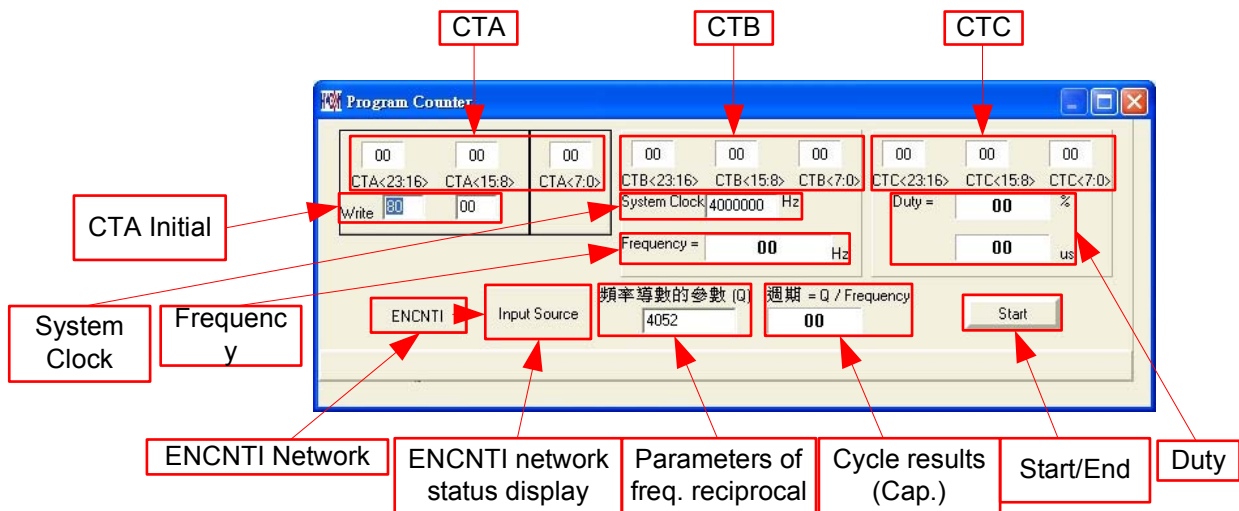 CTA
CTB
CTC
Program Counter
00 00 00 00 00 00 00 00 00
CTA<23:16> CTA<15:8> CTA<7:0> CTB<23:16> CTB<15:8> CTB<7:0> CTC<23:16> CTC<15:8> CTC<7:0>
Write 80 00
System Clock 4000000 Hz
Duty = 00 %
CTA Initial
Frequency = 00 Hz
00 us
頻率導數的參數 (Q)
週期 = Q / Frequency
ENCNTI
Input Source
4052
00
Start
System
Clock
Frequenc
y
ENCNTI Network
ENCNTI network
status display
Parameters of
freq. reciprocal
Cycle results
(Cap.)
Start/End
Duty